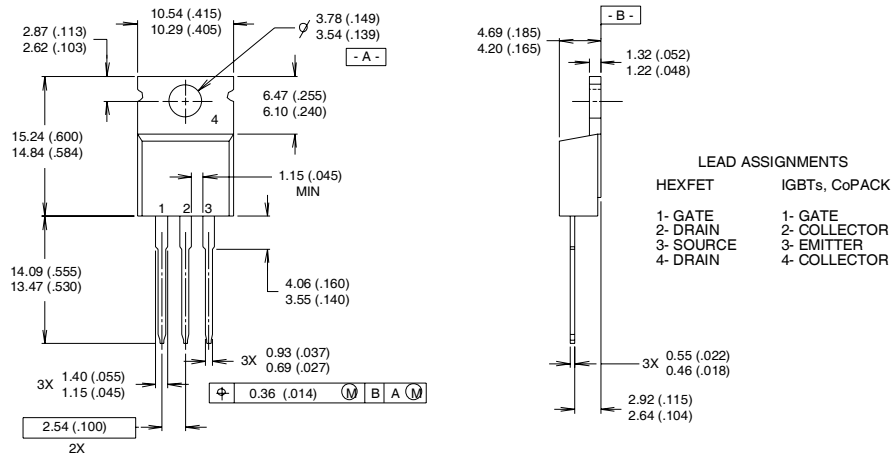 10.54 (.415)
10.29 (.405)
2.87 (.113)
2.62 (.103)
3.78 (.149)
3.54 (.139)
- A -
6.47 (.255)
6.10 (.240)
4
15.24 (.600)
14.84 (.584)
1.15 (.045)
MIN
1 2 3
14.09 (.555)
13.47 (.530)
4.06 (.160)
3.55 (.140)
3X 0.93 (.037)
0.69 (.027)
3X 1.40 (.055)
1.15 (.045)
⌖ 0.36 (.014) Ⓜ B A Ⓜ
2.54 (.100)
2X
- B -
4.69 (.185)
4.20 (.165)
1.32 (.052)
1.22 (.048)
LEAD ASSIGNMENTS
HEXFET
1- GATE
2- DRAIN
3- SOURCE
4- DRAIN
IGBTs, CoPACK
1- GATE
2- COLLECTOR
3- EMITTER
4- COLLECTOR
3X 0.55 (.022)
0.46 (.018)
2.92 (.115)
2.64 (.104)